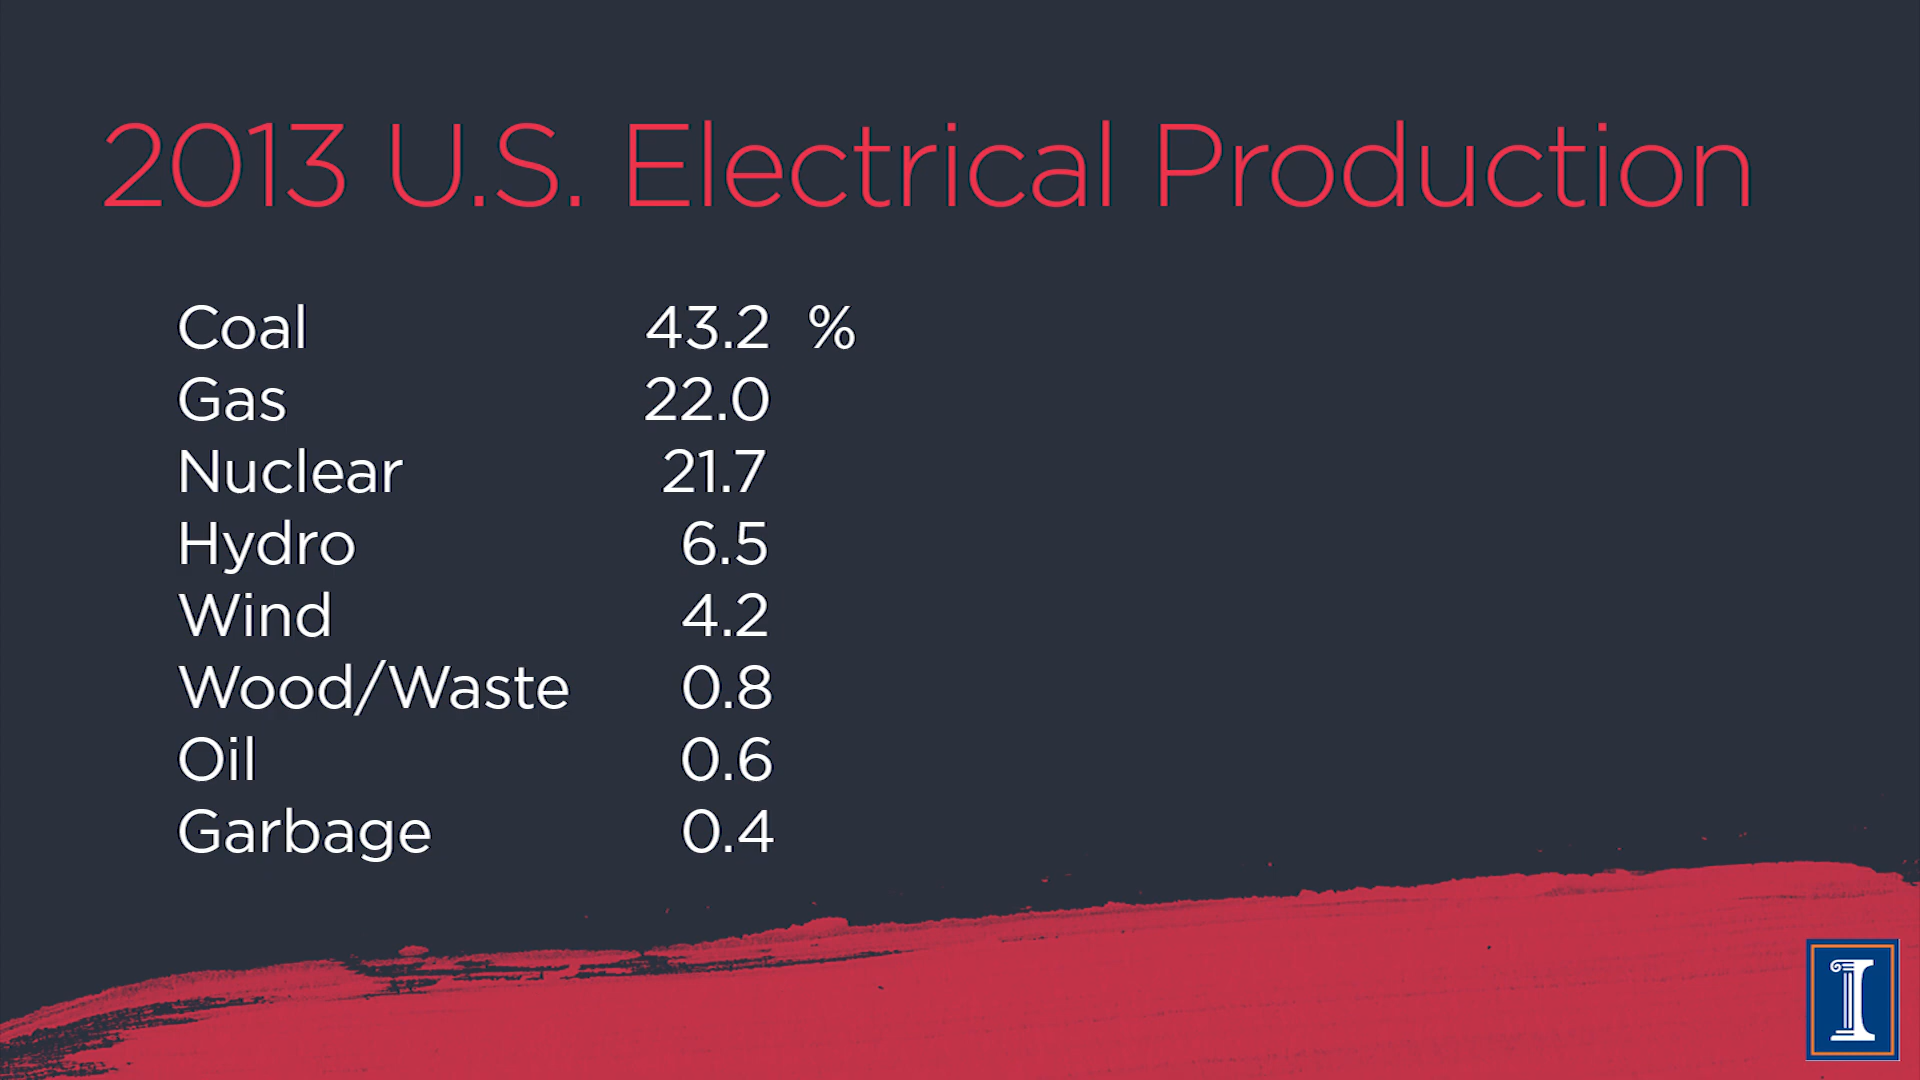 2013 U.S. Electrical Production
Coal 43.2 %
Gas 22.0
Nuclear 21.7
Hydro 6.5
Wind 4.2
Wood/Waste 0.8
Oil 0.6
Garbage 0.4
I